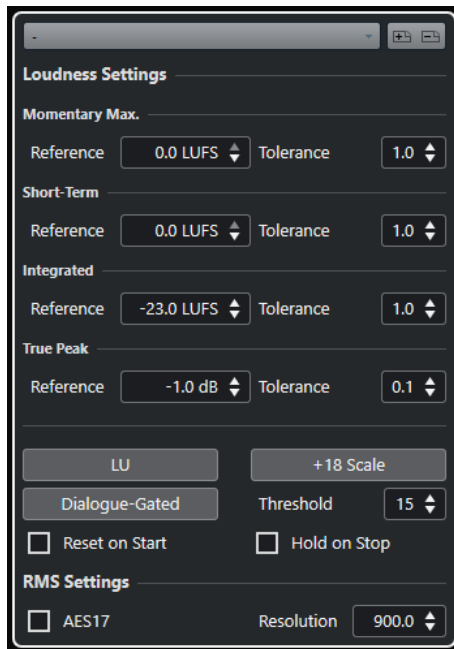 -
Loudness Settings
Momentary Max.
Reference 0.0 LUFS Tolerance 1.0
Short-Term
Reference 0.0 LUFS Tolerance 1.0
Integrated
Reference -23.0 LUFS Tolerance 1.0
True Peak
Reference -1.0 dB Tolerance 0.1
LU +18 Scale
Dialogue-Gated Threshold 15
Reset on Start Hold on Stop
RMS Settings
AES17 Resolution 900.0